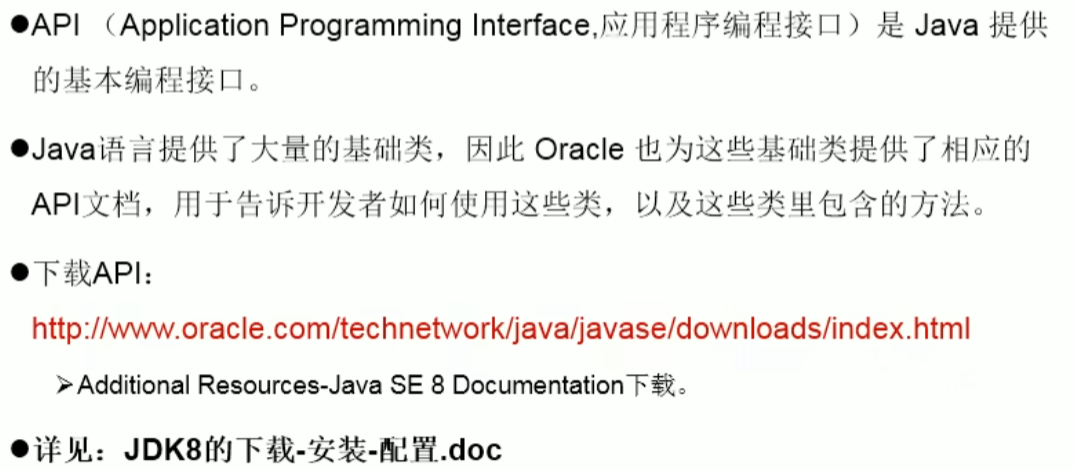 ●API （Application Programming Interface,应用程序编程接口）是 Java 提供
的基本编程接口。
●Java语言提供了大量的基础类，因此 Oracle 也为这些基础类提供了相应的
API文档，用于告诉开发者如何使用这些类，以及这些类里包含的方法。
●下载API：
http://www.oracle.com/technetwork/java/javase/downloads/index.html
➢Additional Resources-Java SE 8 Documentation下载。
●详见：JDK8的下载-安装-配置.doc